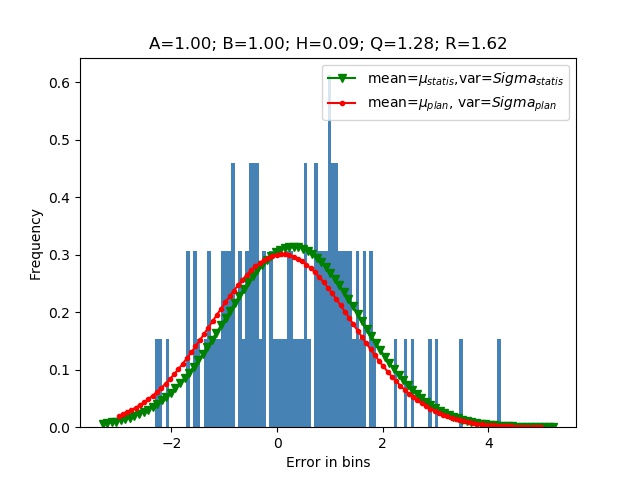 A=1.00; B=1.00; H=0.09; Q=1.28; R=1.62
mean=μstatis,var=Sigmastatis
mean=μplan, var=Sigmaplan
0.6
0.5
0.4
0.3
0.2
0.1
0.0
Frequency
−2 0 2 4
Error in bins